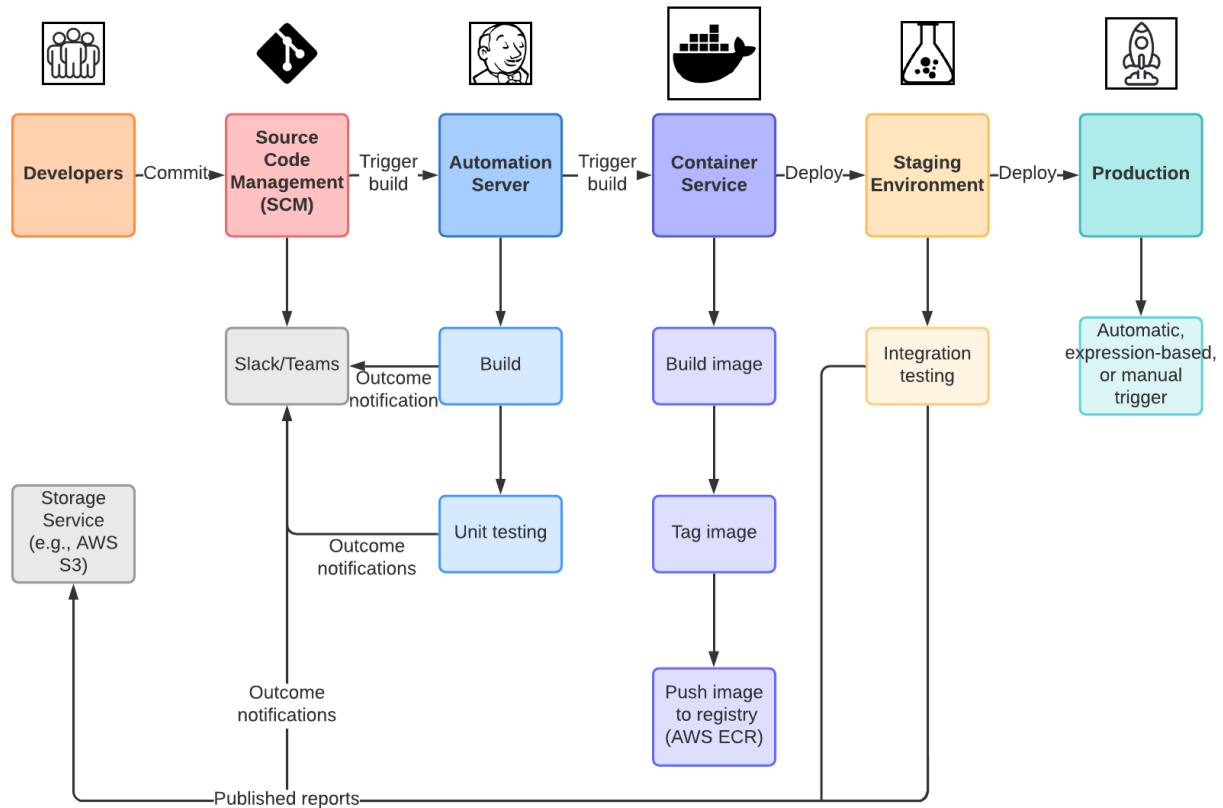 Developers
Commit
Source
Code
Management
(SCM)
Trigger
build
Automation
Server
Trigger
build
Container
Service
Deploy
Staging
Environment
Deploy
Production
Slack/Teams
Outcome
notification
Build
Build image
Integration
testing
Automatic,
expression-based,
or manual
trigger
Storage
Service
(e.g., AWS
S3)
Outcome
notifications
Unit testing
Tag image
Outcome
notifications
Push image
to registry
(AWS ECR)
Published reports